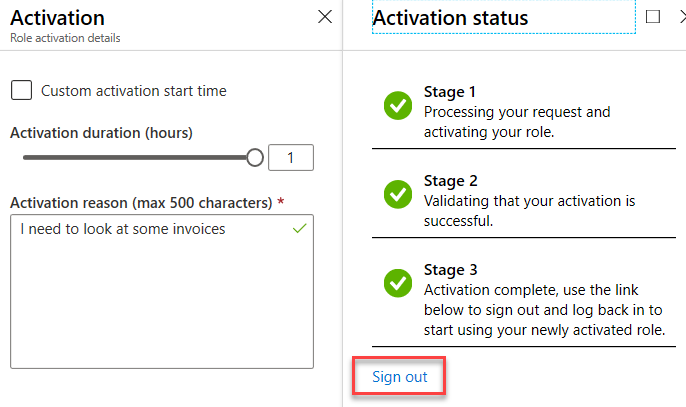 Activation
Role activation details
Custom activation start time
Activation duration (hours)
1
Activation reason (max 500 characters) *
I need to look at some invoices
Activation status
Stage 1
Processing your request and
activating your role.
Stage 2
Validating that your activation is
successful.
Stage 3
Activation complete, use the link
below to sign out and log back in to
start using your newly activated role.
Sign out